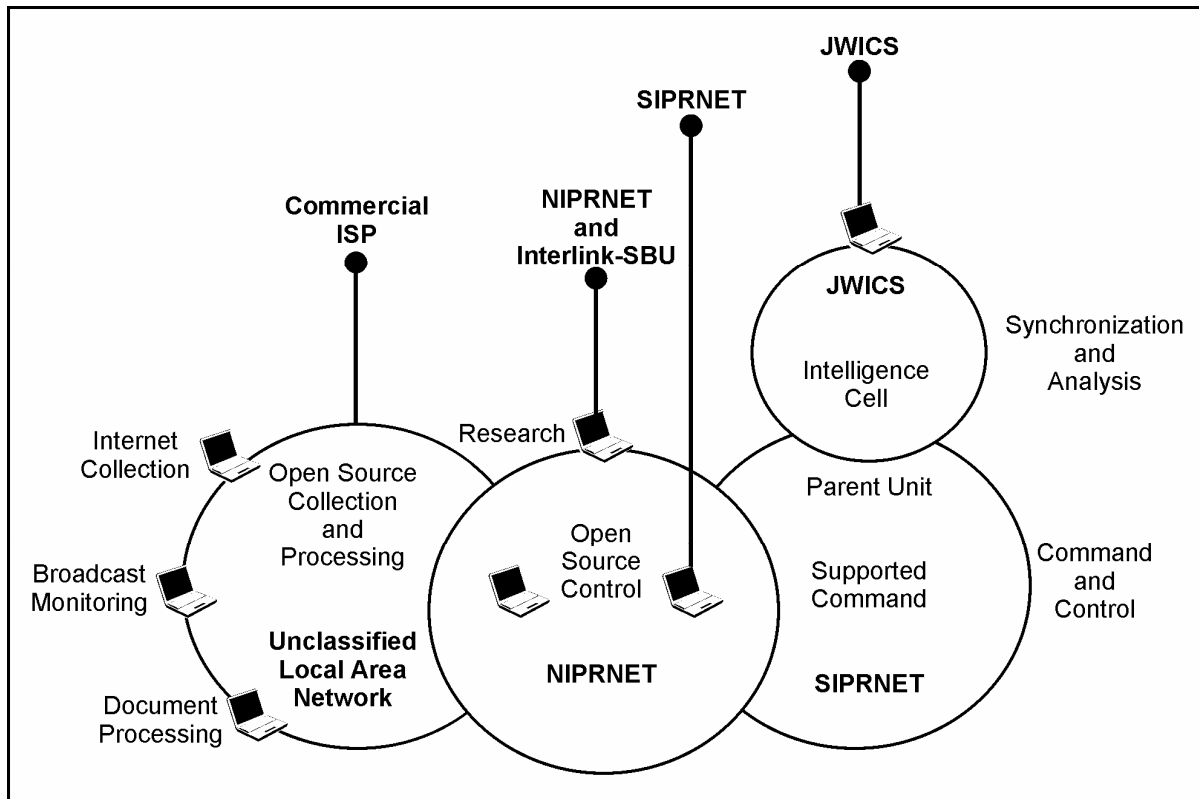 JWICS
SIPRNET
Commercial
ISP
NIPRNET
and
Interlink-SBU
JWICS
Intelligence
Cell
Synchronization
and
Analysis
Internet
Collection
Open Source
Collection
and
Processing
Research
Parent Unit
Broadcast
Monitoring
Open
Source
Control
Supported
Command
Command
and
Control
Unclassified
Local Area
Network
NIPRNET
SIPRNET
Document
Processing